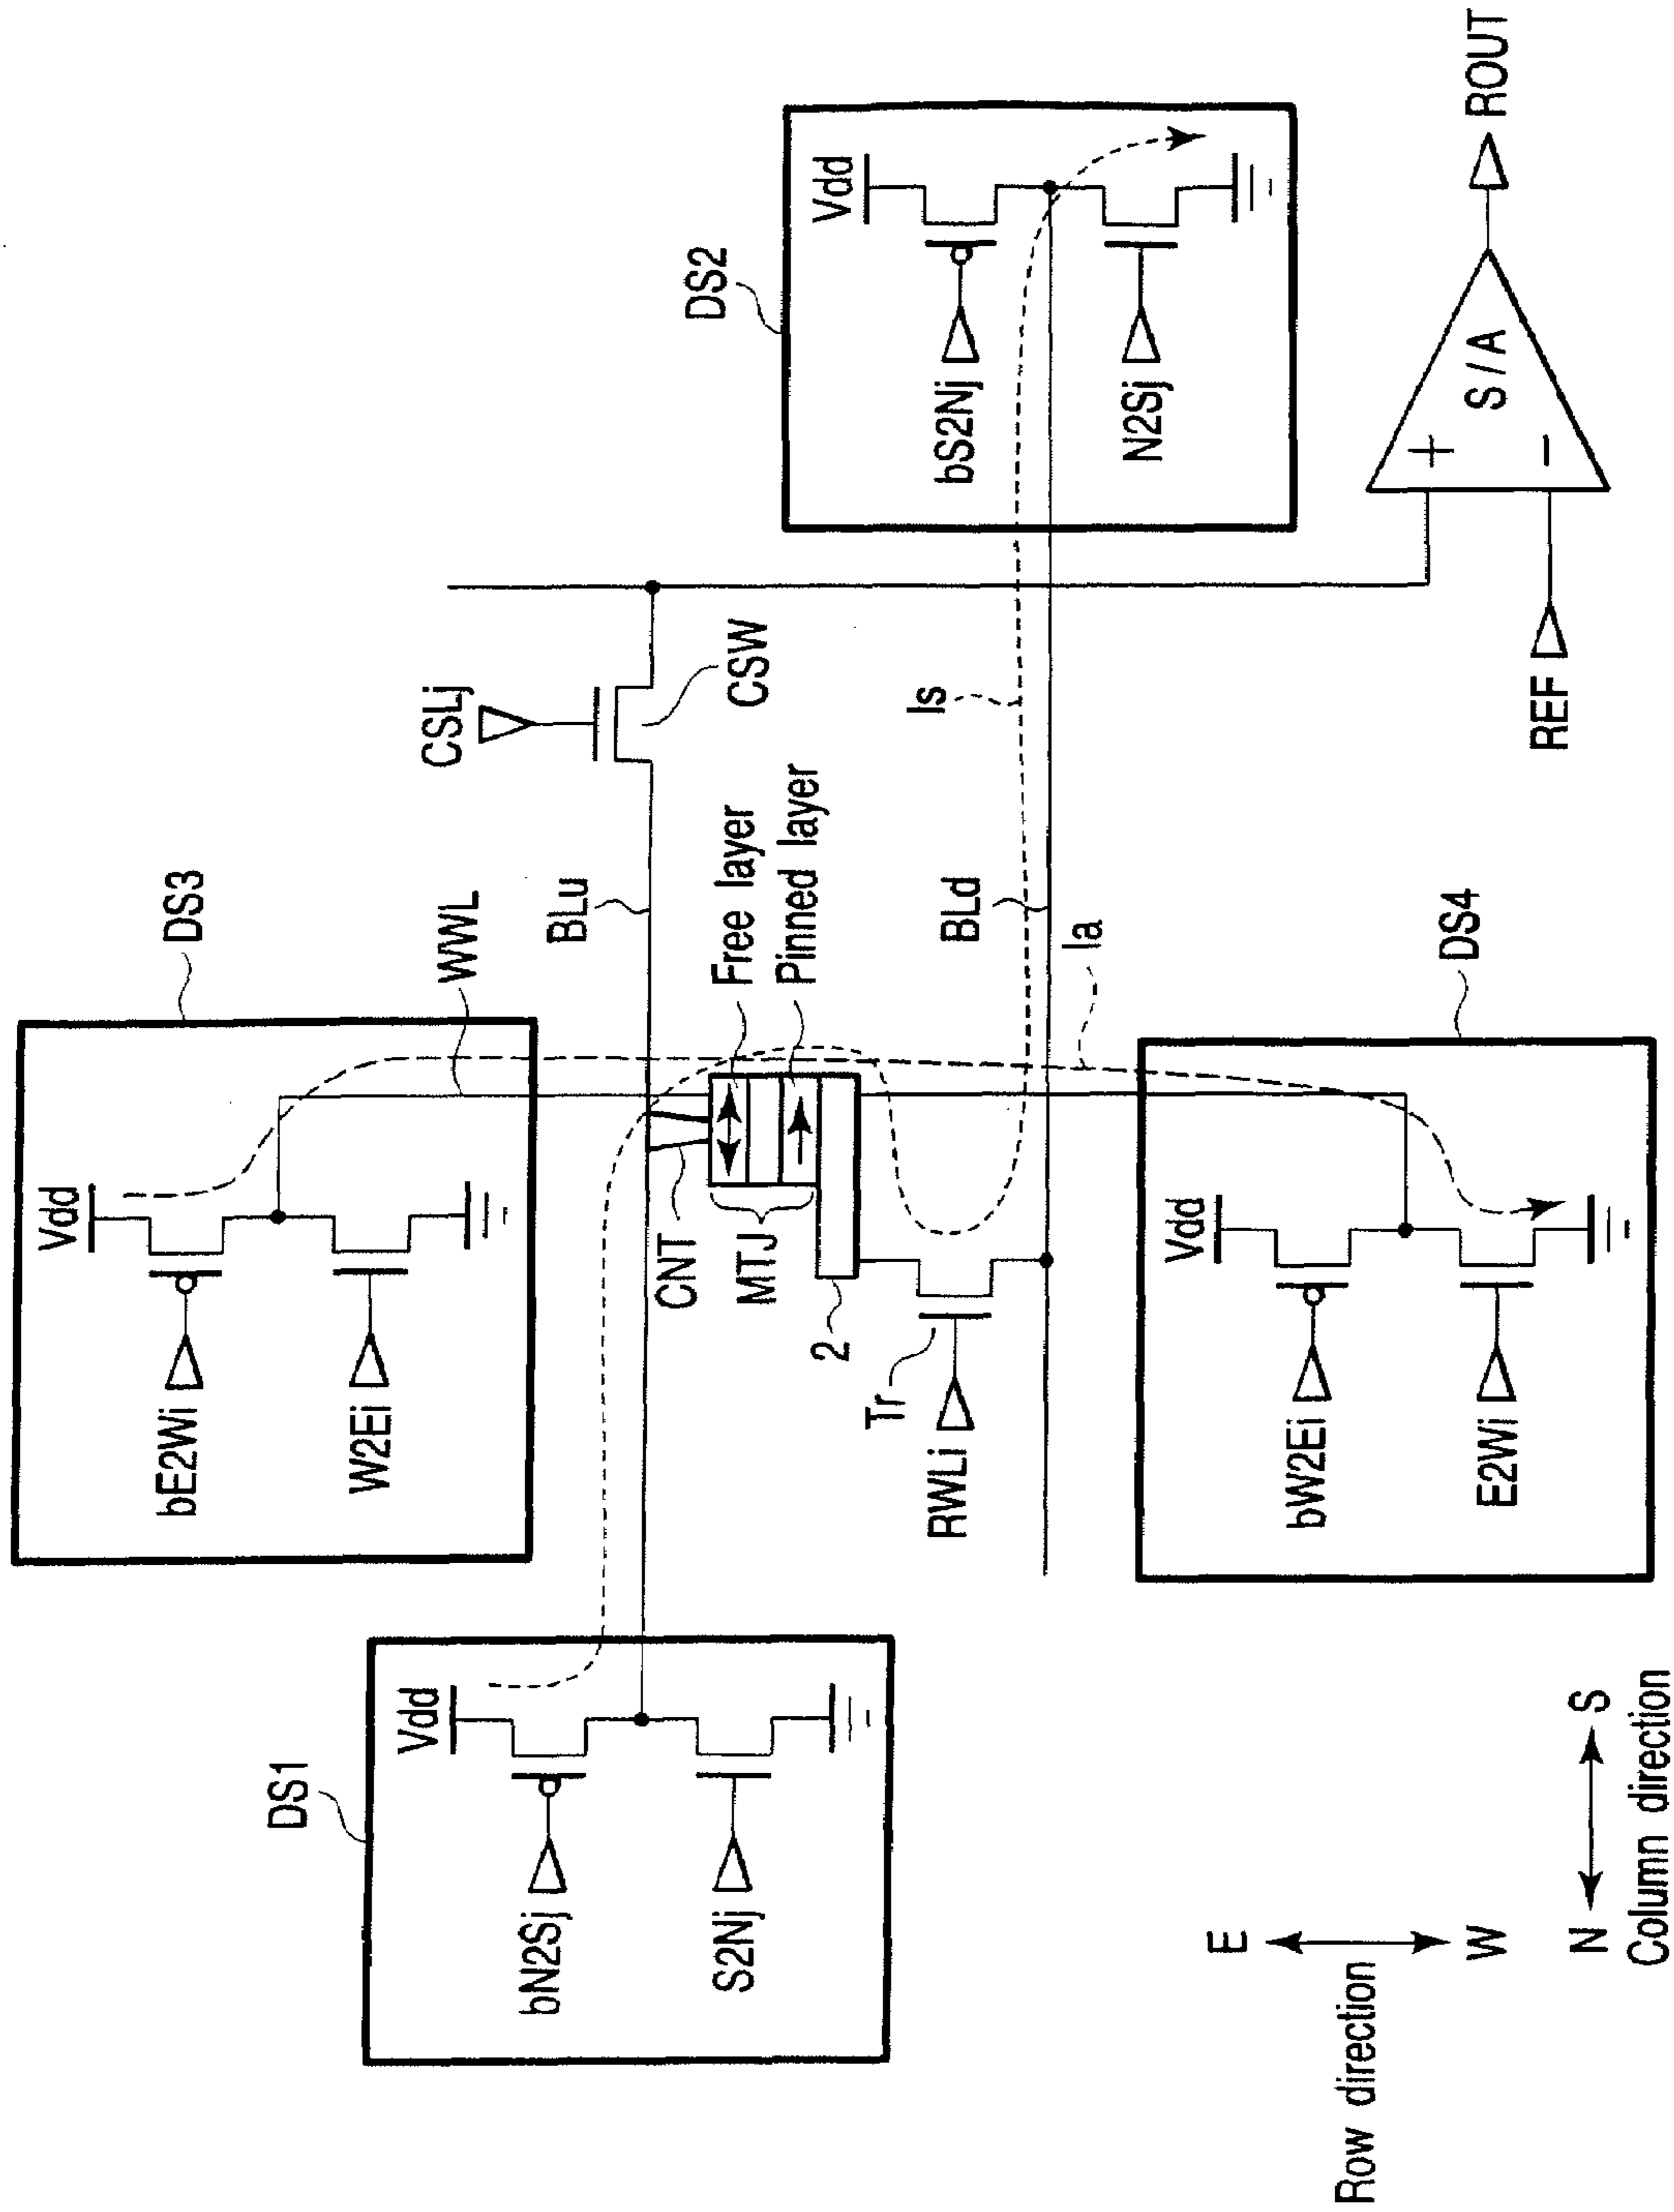 DS3
WWL
Vdd
bE2Wi
W2Ei
DS1
Vdd
bN2Sj
S2Nj
CSLj
CSW
BLu
Free layer
Pinned layer
CNT
MTJ
2
Tr
RWLi
DS2
Vdd
bS2Nj
N2Sj
Is
BLd
Ia
DS4
Vdd
bW2Ei
E2Wi
S/A
+
−
REF
ROUT
E
W
Row direction
N
S
Column direction